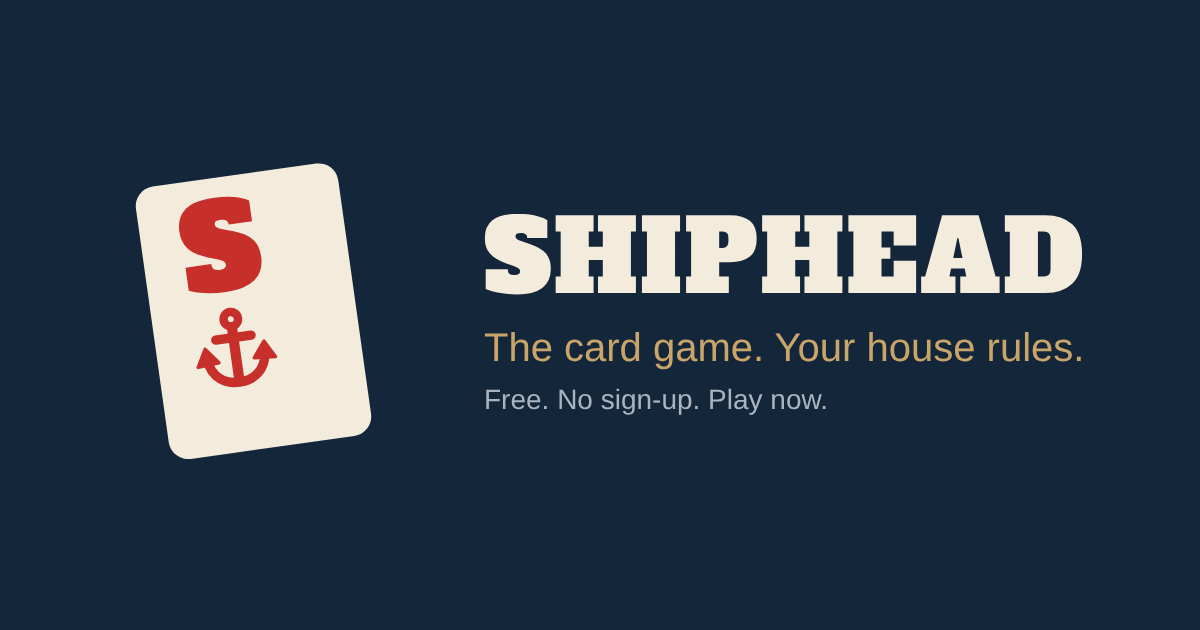 S
SHIPHEAD
The card game. Your house rules.
Free. No sign-up. Play now.